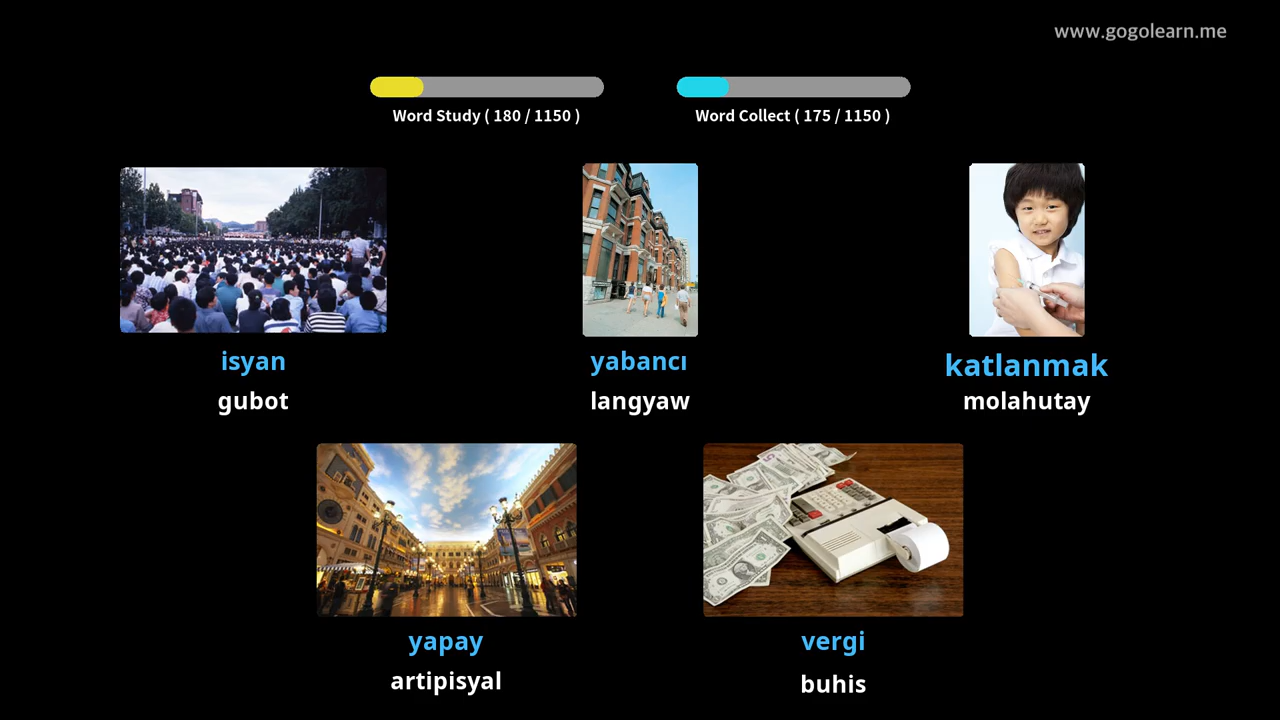 www.gogolearn.me
Word Study ( 180 / 1150 )
Word Collect ( 175 / 1150 )
isyan
gubot
yabancı
langyaw
katlanmak
molahutay
yapay
artipisyal
vergi
buhis